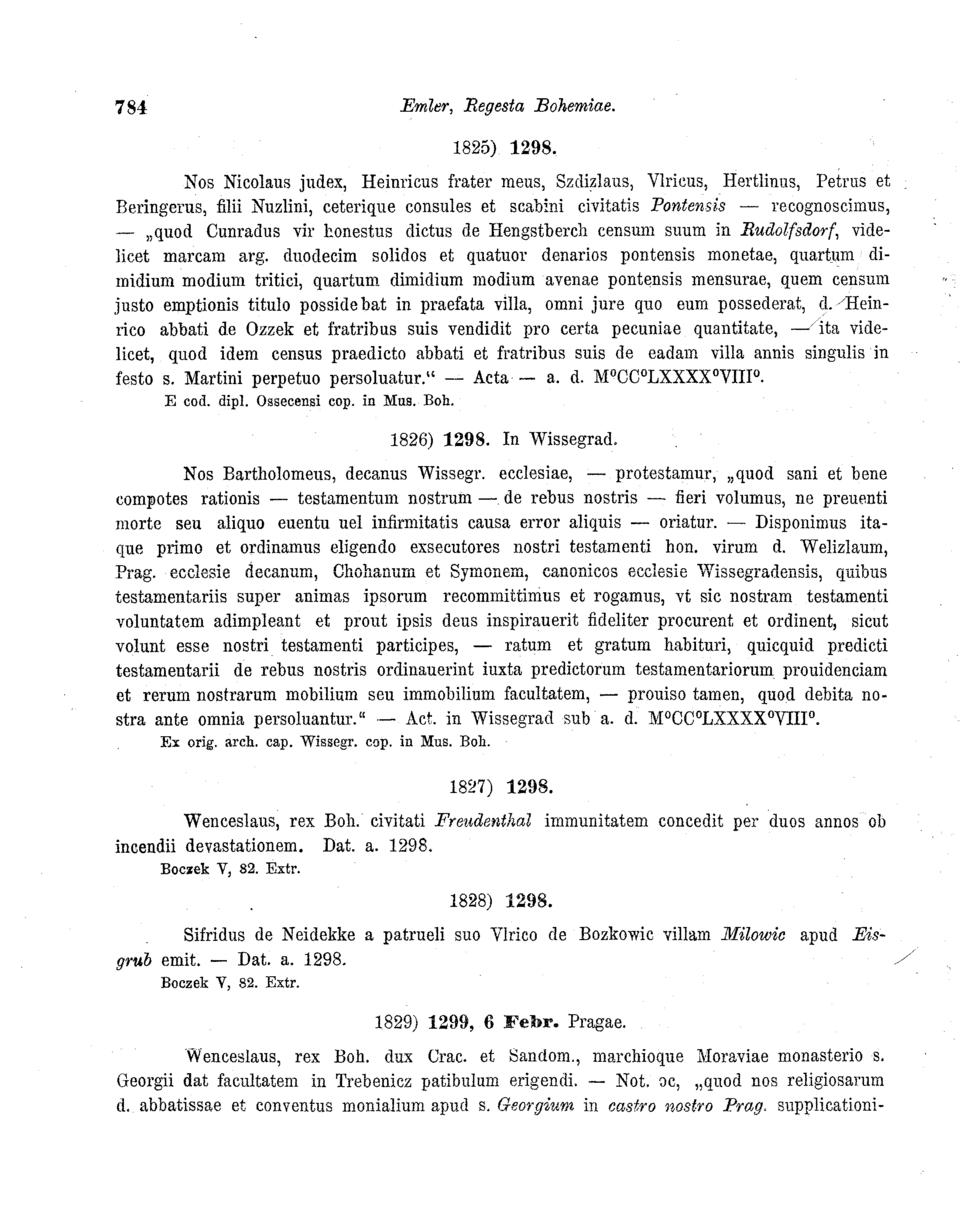 784 Emler, Regesta Bohemiae.
1825) 1298.
Nos Nicolaus judex, Heinricus frater meus, Szdizlaus, Vlricus, Hertlinus, Petrus et
Beringerus, filii Nuzlini, ceterique consules et scabini civitatis Pontensis — recognoscimus,
— „quod Cunradus vir honestus dictus de Hengstberch censum suum in Rudolfsdorf, vide-
licet marcam arg. duodecim solidos et quatuor denarios pontensis monetae, quartum di-
midium modium tritici, quartum dimidium modium avenae pontensis mensurae, quem censum
justo emptionis titulo possidebat in praefata villa, omni jure quo eum possederat, d. Hein-
rico abbati de Ozzek et fratribus suis vendidit pro certa pecuniae quantitate, — ita vide-
licet, quod idem census praedicto abbati et fratribus suis de eadam villa annis singulis in
festo s. Martini perpetuo persoluatur.“ — Acta — a. d. MºCCºLXXXXºVIIIº.
E cod. dipl. Ossecensi cop. in Mus. Boh.
1826) 1298. In Wissegrad.
Nos Bartholomeus, decanus Wissegr. ecclesiae, — protestamur, „quod sani et bene
compotes rationis — testamentum nostrum — de rebus nostris — fieri volumus, ne preuenti
morte seu aliquo euentu uel infirmitatis causa error aliquis — oriatur. — Disponimus ita-
que primo et ordinamus eligendo exsecutores nostri testamenti hon. virum d. Welizlaum,
Prag. ecclesie decanum, Chohanum et Symonem, canonicos ecclesie Wissegradensis, quibus
testamentariis super animas ipsorum recommittimus et rogamus, vt sic nostram testamenti
voluntatem adimpleant et prout ipsis deus inspirauerit fideliter procurent et ordinent, sicut
volunt esse nostri testamenti participes, — ratum et gratum habituri, quicquid predicti
testamentarii de rebus nostris ordinauerint iuxta predictorum testamentariorum prouidenciam
et rerum nostrarum mobilium seu immobilium facultatem, — prouiso tamen, quod debita no-
stra ante omnia persoluantur.“ — Act. in Wissegrad sub a. d. MºCCºLXXXXºVIIIº.
Ex orig. arch. cap. Wissegr. cop. in Mus. Boh.
1827) 1298.
Wenceslaus, rex Boh. civitati Freudenthal immunitatem concedit per duos annos ob
incendii devastationem. Dat. a. 1298.
Boczek V, 82. Extr.
1828) 1298.
Sifridus de Neidekke a patrueli suo Vlrico de Bozkowic villam Milowic apud Eis-
grub emit. — Dat. a. 1298.
Boczek V, 82. Extr.
1829) 1299, 6 Febr. Pragae.
Wenceslaus, rex Boh. dux Crac. et Sandom., marchioque Moraviae monasterio s.
Georgii dat facultatem in Trebenicz patibulum erigendi. — Not. oc, „quod nos religiosarum
d. abbatissae et conventus monialium apud s. Georgium in castro nostro Prag. supplicationi-